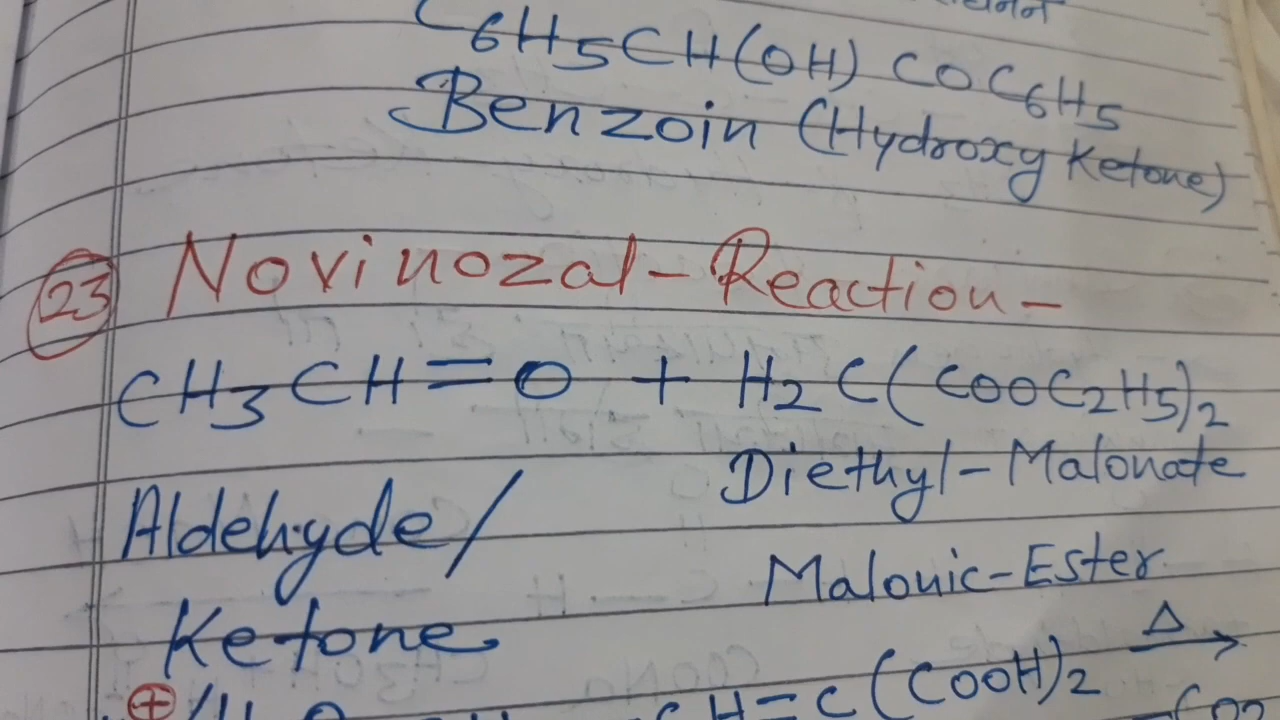 C6H5CH(OH) COC6H5
Benzoin (Hydroxy Ketone)
23 Novinozal-Reaction-
CH3CH=O + H2C(COOC2H5)2
Diethyl-Malonate
Aldehyde/
Malonic-Ester
Ketone
CH=C(COOH)2 Δ→